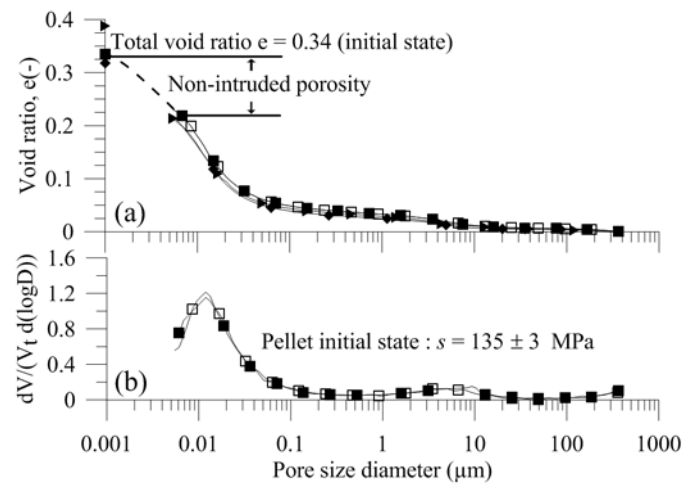 0.4
Total void ratio e = 0.34 (initial state)
0.3
Non-intruded porosity
0.2
0.1
0
Void ratio, e(-)
(a)
1.6
1.2
0.8
0.4
0
dV/(Vt d(logD))
Pellet initial state : s = 135 ± 3 MPa
(b)
0.001 0.01 0.1 1 10 100 1000
Pore size diameter (µm)